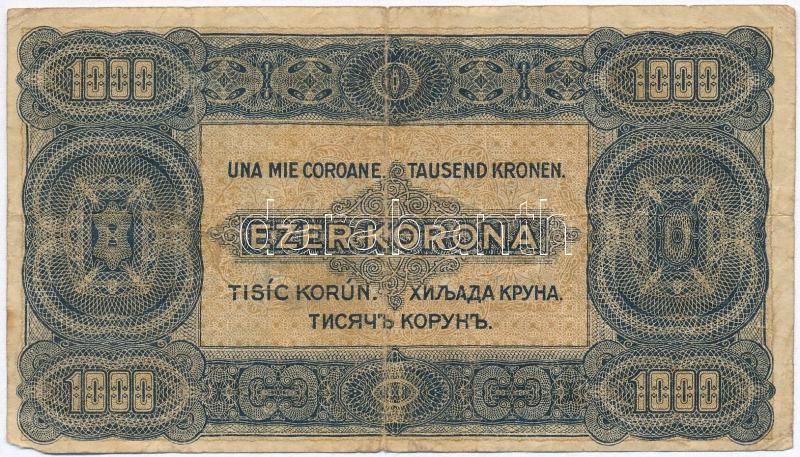 1000 1000
UNA MIE COROANE. TAUSEND KRONEN.
EZER KORONA
TISÍC KORÚN. ХИЉАДА КРУНА.
ТИСЯЧЪ КОРУНЪ.
1000 1000